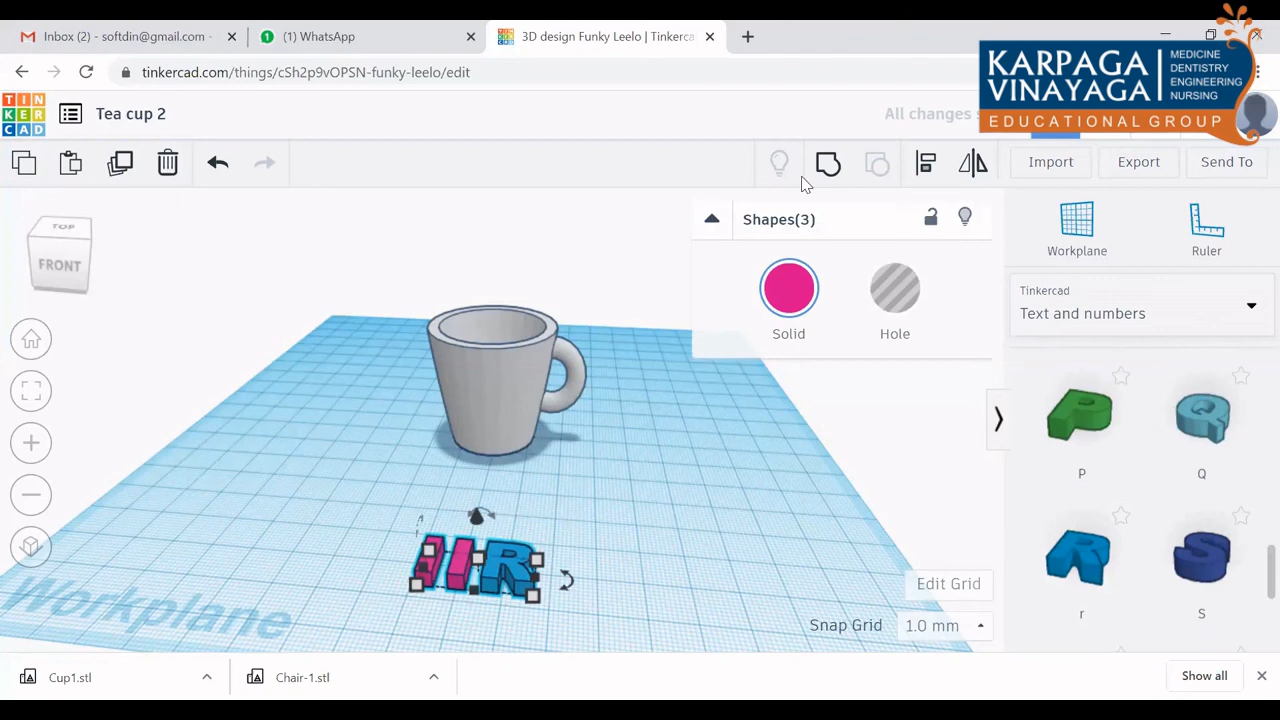 Inbox (2) - softdin@gmail.com -
(1) WhatsApp
3D design Funky Leelo | Tinkerca
tinkercad.com/things/cSh2p9vOPSN-funky-leelo/edit
KARPAGA VINAYAGA
MEDICINE
DENTISTRY
ENGINEERING
NURSING
EDUCATIONAL GROUP
TINKERCAD
Tea cup 2
All changes s
Import
Export
Send To
Shapes(3)
Solid
Hole
Workplane
Ruler
Tinkercad
Text and numbers
TOP
FRONT
P
Q
r
S
IIR
Workplane
Edit Grid
Snap Grid
1.0 mm
Cup1.stl
Chair-1.stl
Show all